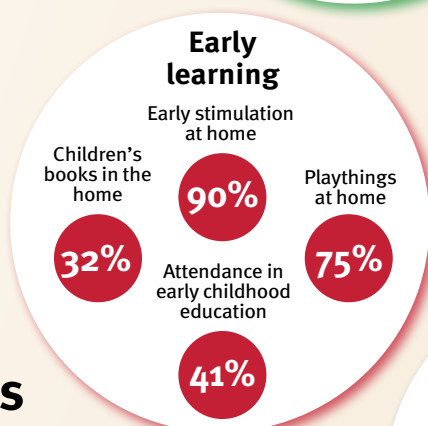 Early
learning
Early stimulation
at home
90%
Children’s
books in the
home
32%
Playthings
at home
75%
Attendance in
early childhood
education
41%
s